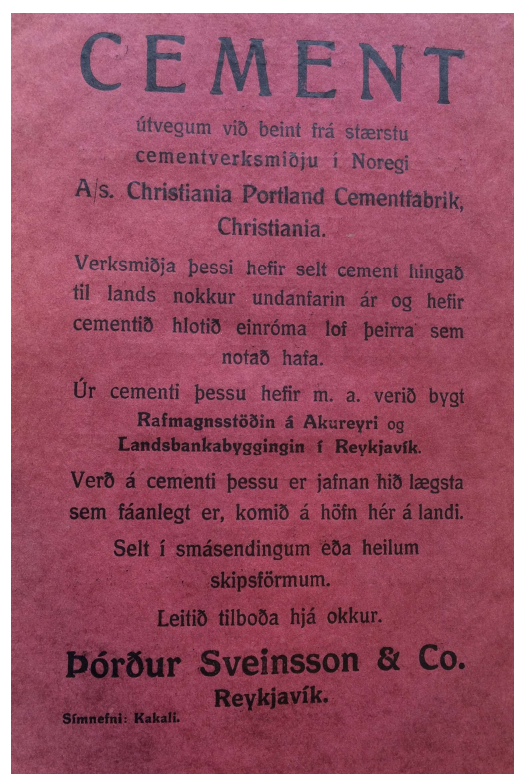 CEMENT
útvegum við beint frá stærstu
cementverksmiðju í Noregi
A/s. Christiania Portland Cementfabrik,
Christiania.
Verksmiðja þessi hefir selt cement hingað
til lands nokkur undanfarin ár og hefir
cementið hlotið einróma lof þeirra sem
notað hafa.
Úr cementi þessu hefir m. a. verið bygt
Rafmagnsstöðin á Akureyri og
Landsbankabyggingin í Reykjavík.
Verð á cementi þessu er jafnan hið lægsta
sem fáanlegt er, komið á höfn hér á landi.
Selt í smásendingum eða heilum
skipsförmum.
Leitið tilboða hjá okkur.
Þórður Sveinsson & Co.
Reykjavík.
Símnefni: Kakali.